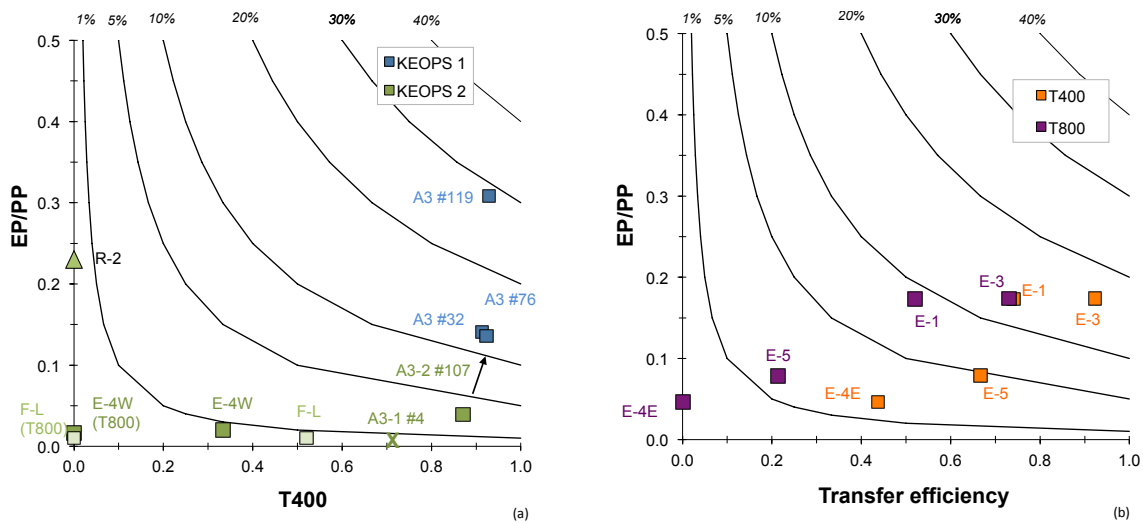 1% 5% 10% 20% 30% 40%
0.5
0.4
0.3
0.2
0.1
0.0
EP/PP
KEOPS 1
KEOPS 2
A3 #119
R-2
A3 #76
A3 #32
A3-2 #107
F-L
(T800)
E-4W
(T800)
E-4W
F-L
A3-1 #4
X
0.0 0.2 0.4 0.6 0.8 1.0
T400
(a)
1% 5% 10% 20% 30% 40%
0.5
0.4
0.3
0.2
0.1
0.0
EP/PP
T400
T800
E-3
E-1
E-1
E-3
E-5
E-5
E-4E
E-4E
0.0 0.2 0.4 0.6 0.8 1.0
Transfer efficiency
(b)